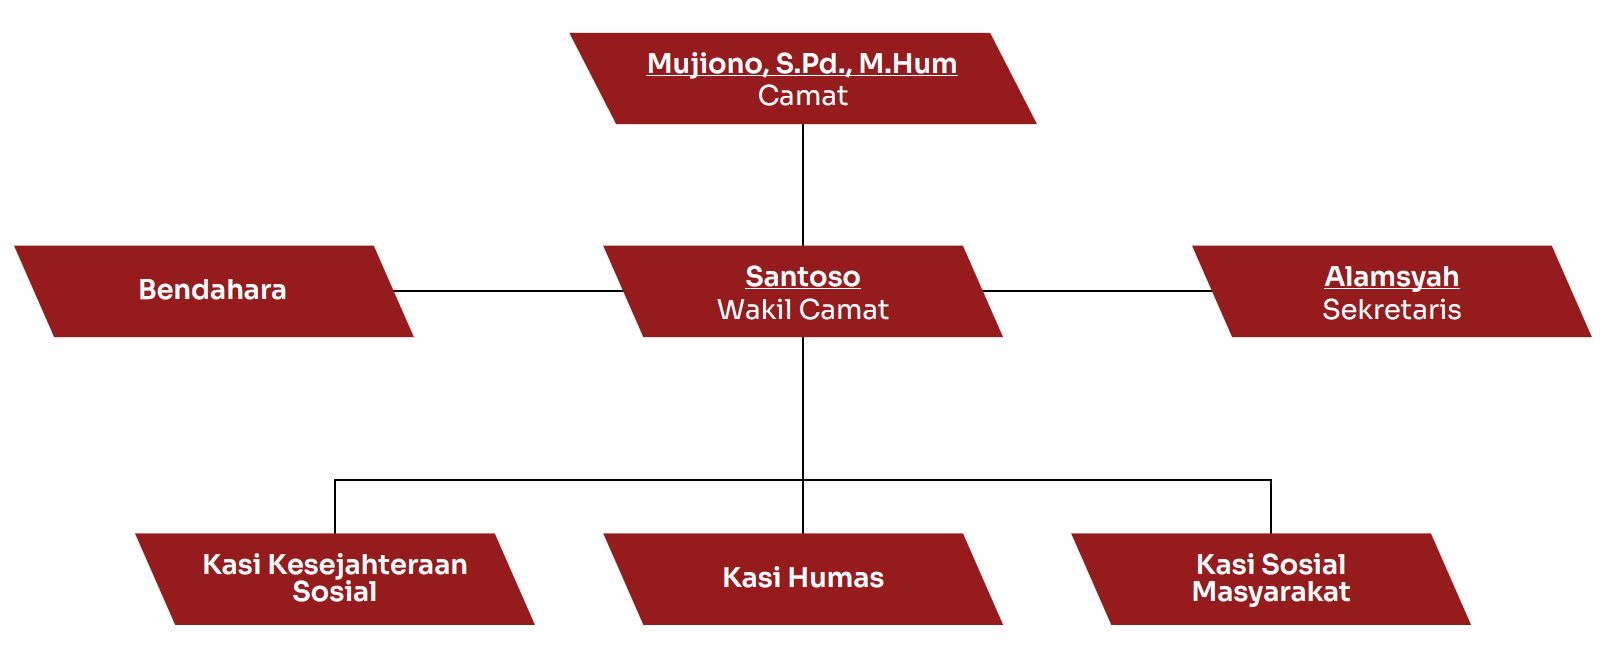 Mujiono, S.Pd., M.Hum
Camat
Bendahara
Santoso
Wakil Camat
Alamsyah
Sekretaris
Kasi Kesejahteraan
Sosial
Kasi Humas
Kasi Sosial
Masyarakat